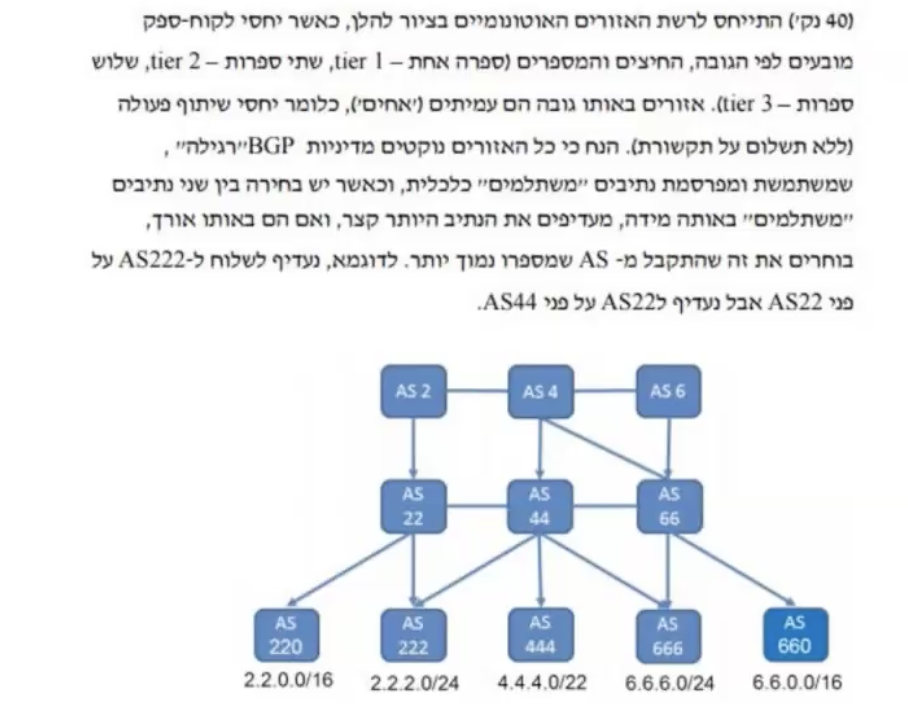 (40 נק') התייחס לרשת האזורים האוטונומיים בציור להלן, כאשר יחסי לקוח-ספק
מובעים לפי הגובה, החיצים והמספרים (ספרה אחת – tier 1, שתי ספרות – tier 2, שלוש
ספרות – tier 3). אזורים באותו גובה הם עמיתים ('אחים'), כלומר יחסי שיתוף פעולה
(ללא תשלום על תקשורת). הנח כי כל האזורים נוקטים מדיניות BGP"רגילה" ,
שמשתמשת ומפרסמת נתיבים "משתלמים" כלכלית, וכאשר יש בחירה בין שני נתיבים
"משתלמים" באותה מידה, מעדיפים את הנתיב היותר קצר, ואם הם באותו אורך,
בוחרים את זה שהתקבל מ- AS שמספרו נמוך יותר. לדוגמא, נעדיף לשלוח ל-AS222 על
פני AS22 אבל נעדיף לAS22 על פני AS44.
AS 2 AS 4 AS 6
AS 22 AS 44 AS 66
AS 220 AS 222 AS 444 AS 666 AS 660
2.2.0.0/16 2.2.2.0/24 4.4.4.0/22 6.6.6.0/24 6.6.0.0/16